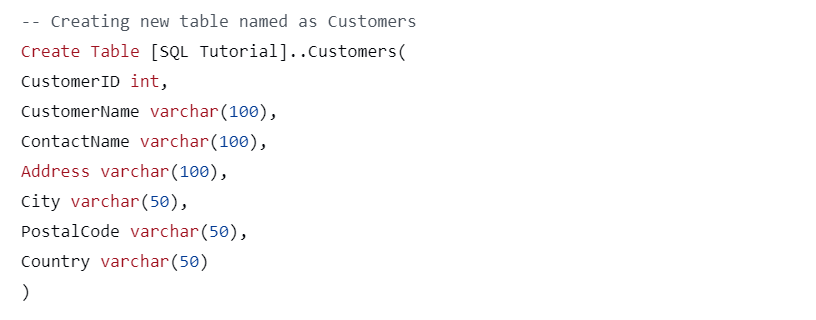 -- Creating new table named as Customers
Create Table [SQL Tutorial]..Customers(
CustomerID int,
CustomerName varchar(100),
ContactName varchar(100),
Address varchar(100),
City varchar(50),
PostalCode varchar(50),
Country varchar(50)
)